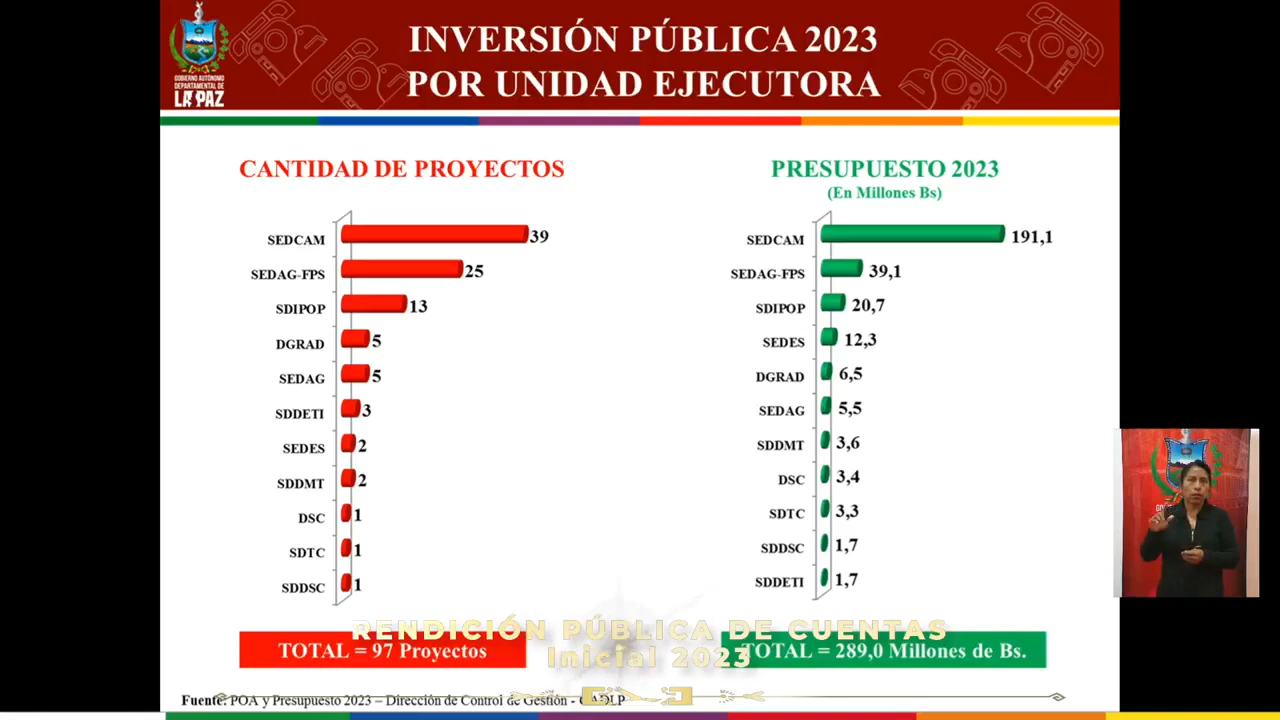 GOBIERNO AUTÓNOMO
DEPARTAMENTAL DE
LA PAZ
INVERSIÓN PÚBLICA 2023
POR UNIDAD EJECUTORA
CANTIDAD DE PROYECTOS
SEDCAM 39
SEDAG-FPS 25
SDIPOP 13
DGRAD 5
SEDAG 5
SDDETI 3
SEDES 2
SDDMT 2
DSC 1
SDTC 1
SDDSC 1
TOTAL = 97 Proyectos
PRESUPUESTO 2023
(En Millones Bs)
SEDCAM 191,1
SEDAG-FPS 39,1
SDIPOP 20,7
SEDES 12,3
DGRAD 6,5
SEDAG 5,5
SDDMT 3,6
DSC 3,4
SDTC 3,3
SDDSC 1,7
SDDETI 1,7
TOTAL = 289,0 Millones de Bs.
RENDICIÓN PÚBLICA DE CUENTAS
Inicial 2023
Fuente: POA y Presupuesto 2023 – Dirección de Control de Gestión -